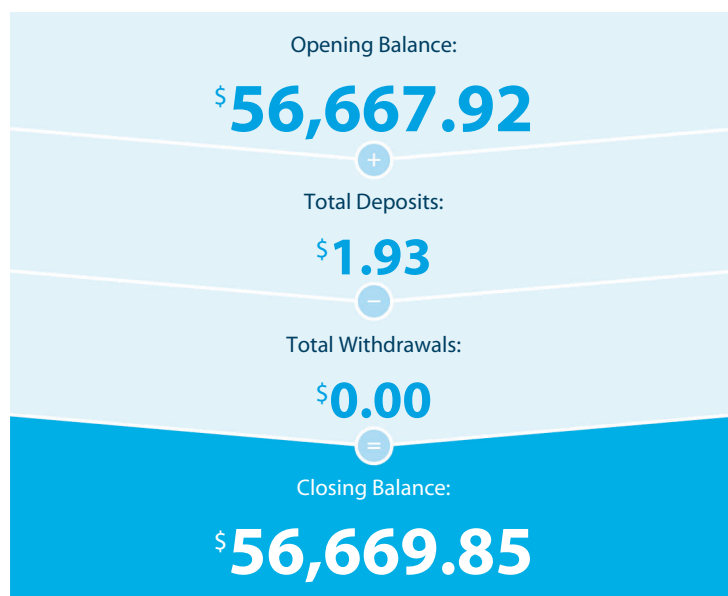 Opening Balance:
$56,667.92
+
Total Deposits:
$1.93
−
Total Withdrawals:
$0.00
=
Closing Balance:
$56,669.85